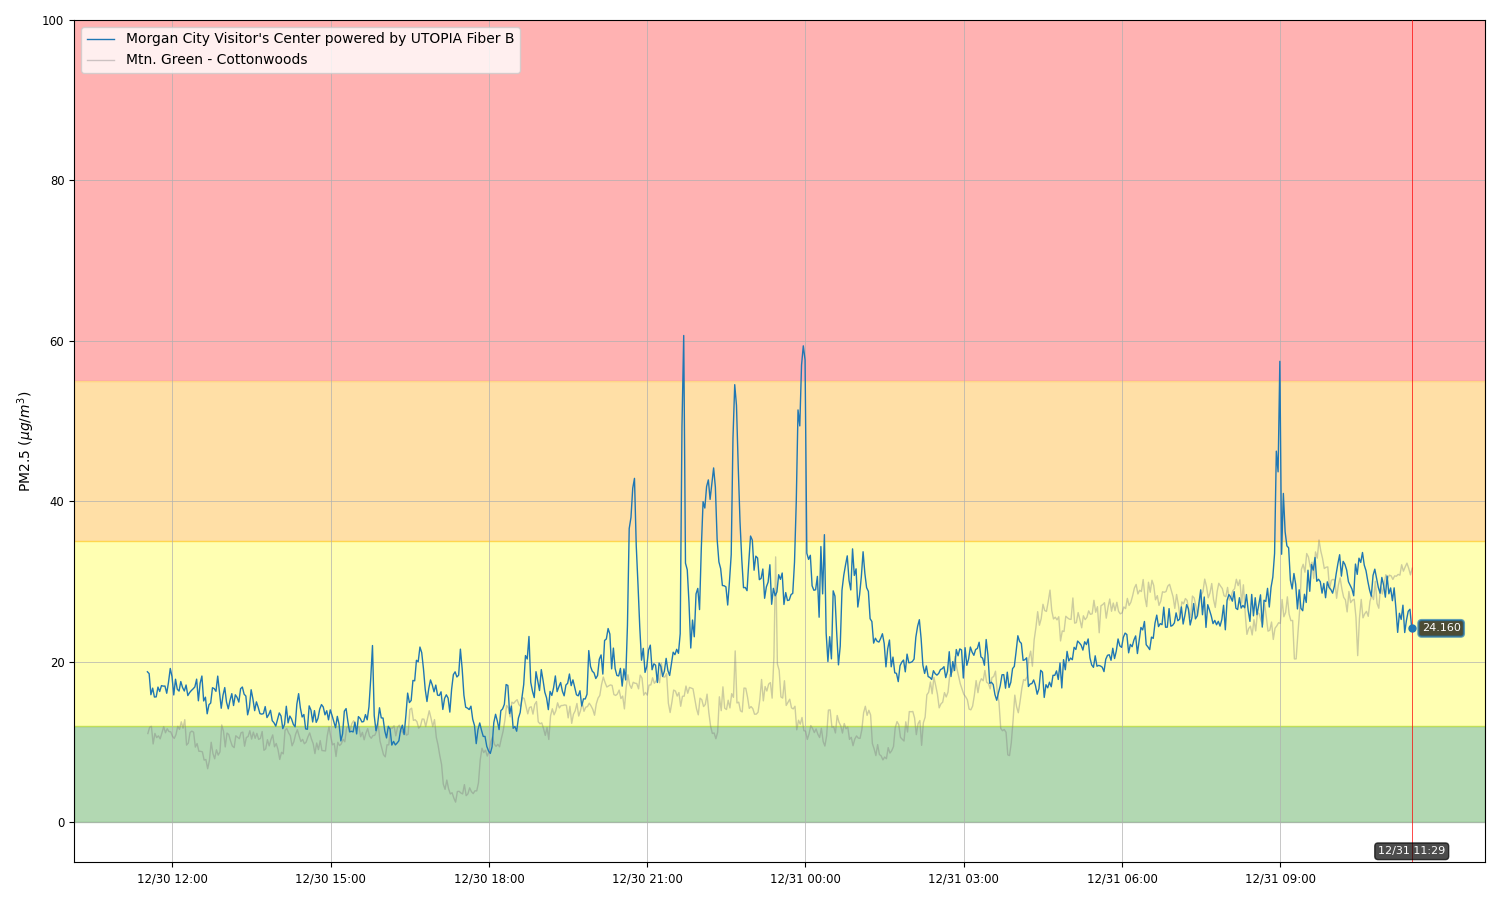 100
Morgan City Visitor's Center powered by UTOPIA Fiber B
Mtn. Green - Cottonwoods
80
60
PM2.5 (μg/m³)
40
20
24.160
0
12/31 11:29
12/30 12:00 12/30 15:00 12/30 18:00 12/30 21:00 12/31 00:00 12/31 03:00 12/31 06:00 12/31 09:00